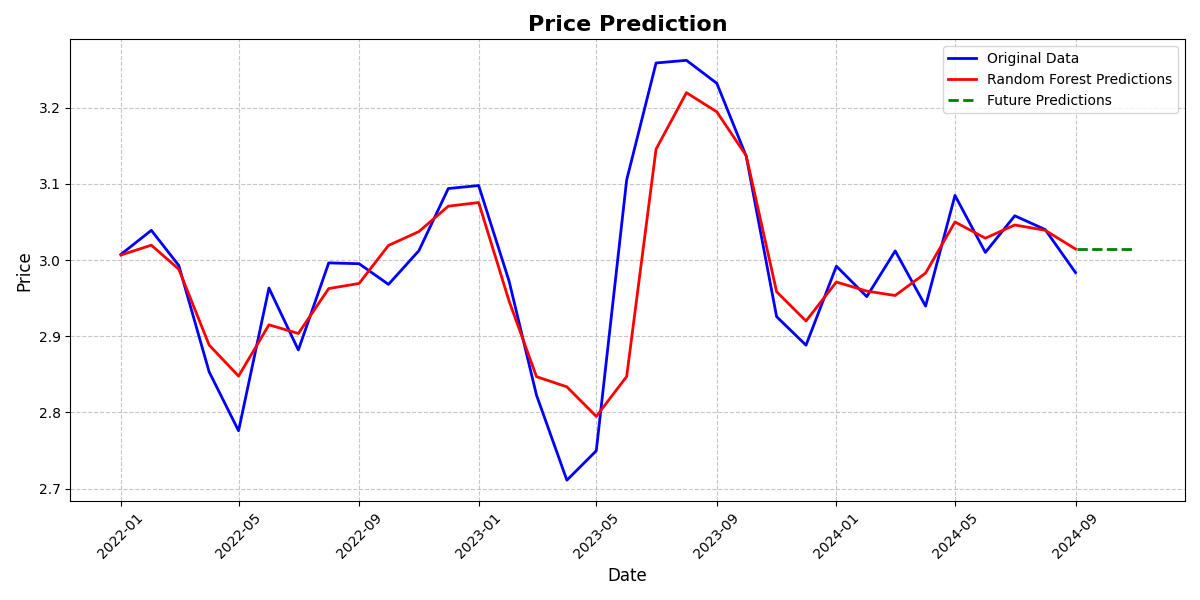 Price Prediction
Original Data
Random Forest Predictions
Future Predictions
Price
3.2
3.1
3.0
2.9
2.8
2.7
2022-01
2022-05
2022-09
2023-01
2023-05
2023-09
2024-01
2024-05
2024-09
Date